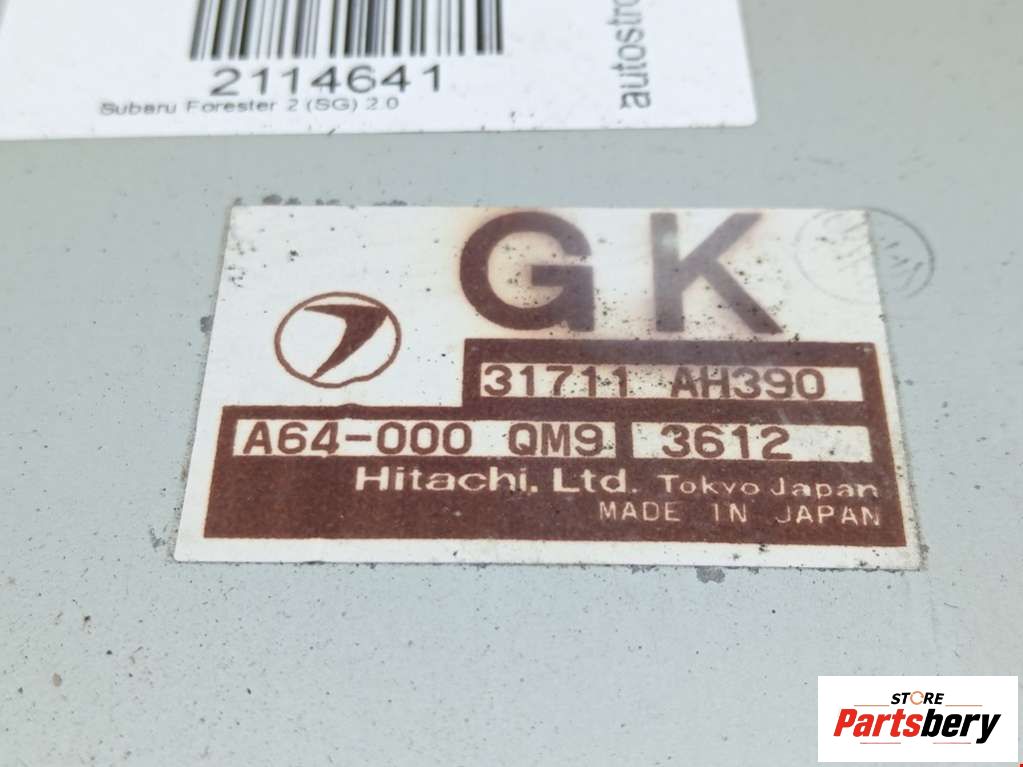 2114641
Subaru Forester 2 (SG) 2.0
autostro
GK
31711 AH390
A64-000 QM9 3612
Hitachi, Ltd. Tokyo Japan
MADE IN JAPAN
STORE
Partsbery